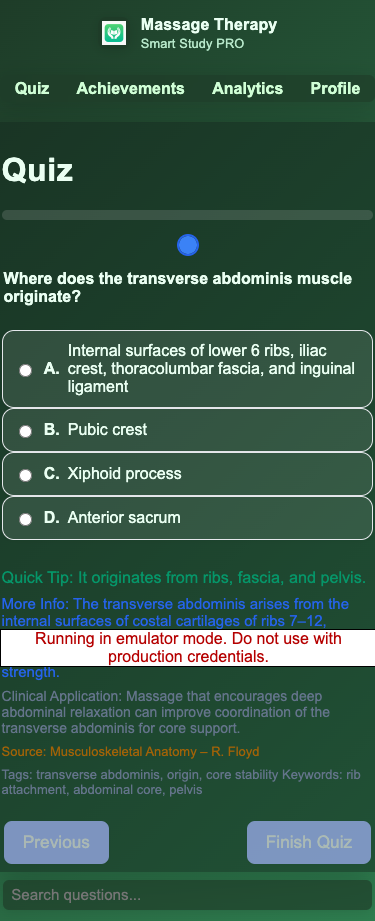 Massage Therapy
Smart Study PRO
Quiz Achievements Analytics Profile
Quiz
Where does the transverse abdominis muscle
originate?
A. Internal surfaces of lower 6 ribs, iliac
crest, thoracolumbar fascia, and inguinal
ligament
B. Pubic crest
C. Xiphoid process
D. Anterior sacrum
Quick Tip: It originates from ribs, fascia, and pelvis.
More Info: The transverse abdominis arises from the
internal surfaces of costal cartilages of ribs 7–12,
Running in emulator mode. Do not use with
production credentials.
strength.
Clinical Application: Massage that encourages deep
abdominal relaxation can improve coordination of the
transverse abdominis for core support.
Source: Musculoskeletal Anatomy – R. Floyd
Tags: transverse abdominis, origin, core stability Keywords: rib
attachment, abdominal core, pelvis
Previous Finish Quiz
Search questions...